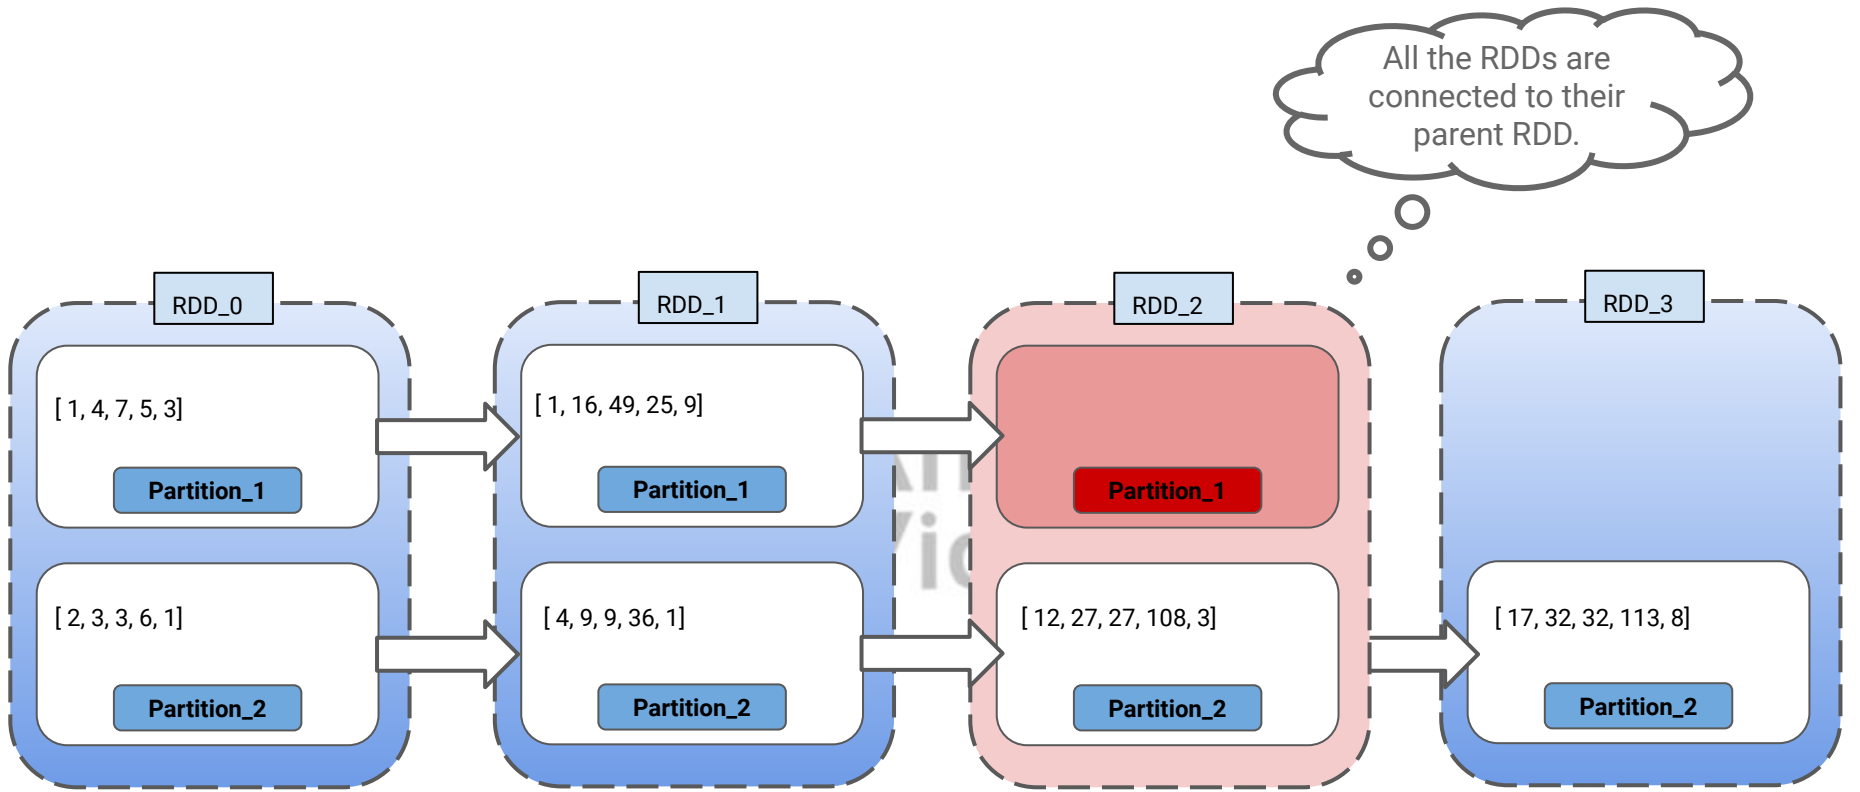 All the RDDs are
connected to their
parent RDD.
RDD_0
RDD_1
RDD_2
RDD_3
[ 1, 4, 7, 5, 3]
[ 1, 16, 49, 25, 9]
Partition_1
Partition_1
Partition_1
[ 2, 3, 3, 6, 1]
[ 4, 9, 9, 36, 1]
[ 12, 27, 27, 108, 3]
[ 17, 32, 32, 113, 8]
Partition_2
Partition_2
Partition_2
Partition_2